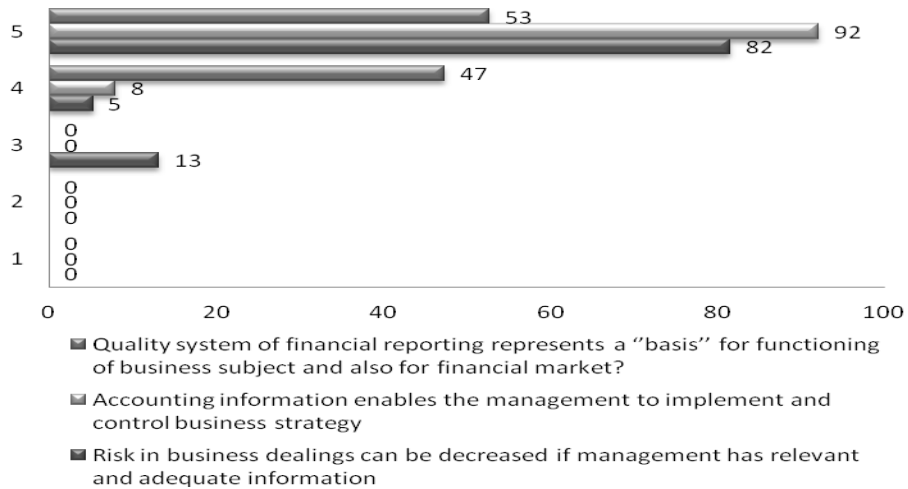 53
5
92
82
47
4
8
5
0
3
0
13
0
2
0
0
0
1
0
0
0 20 40 60 80 100
Quality system of financial reporting represents a ‘’basis’’ for functioning
of business subject and also for financial market?
Accounting information enables the management to implement and
control business strategy
Risk in business dealings can be decreased if management has relevant
and adequate information